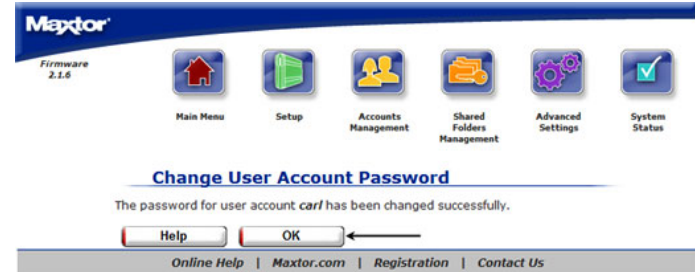 Maxtor
Firmware
2.1.6
Main Menu
Setup
Accounts
Management
Shared
Folders
Management
Advanced
Settings
System
Status
Change User Account Password
The password for user account carl has been changed successfully.
Help
OK
Online Help | Maxtor.com | Registration | Contact Us